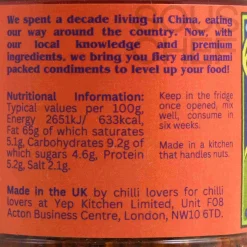 We spent a decade living in China, eating
our way around the country. Now, with
our local knowledge and premium
ingredients, we bring you fiery and umami
packed condiments to level up your food!
Nutritional Information:
Typical values per 100g,
Energy 2651kJ/ 633kcal,
Fat 65g of which saturates
5.1g, Carbohydrates 9.2g
of which sugars 4.6g, Protein
5.2g, Salt 2.1g.
Keep in the fridge
once opened, mix
well, consume in
six weeks.
Made in a kitchen
that handles nuts.
Made in the UK by chilli lovers for chilli
lovers at Yep Kitchen Limited, Unit F08
Acton Business Centre, London, NW10 6TD.